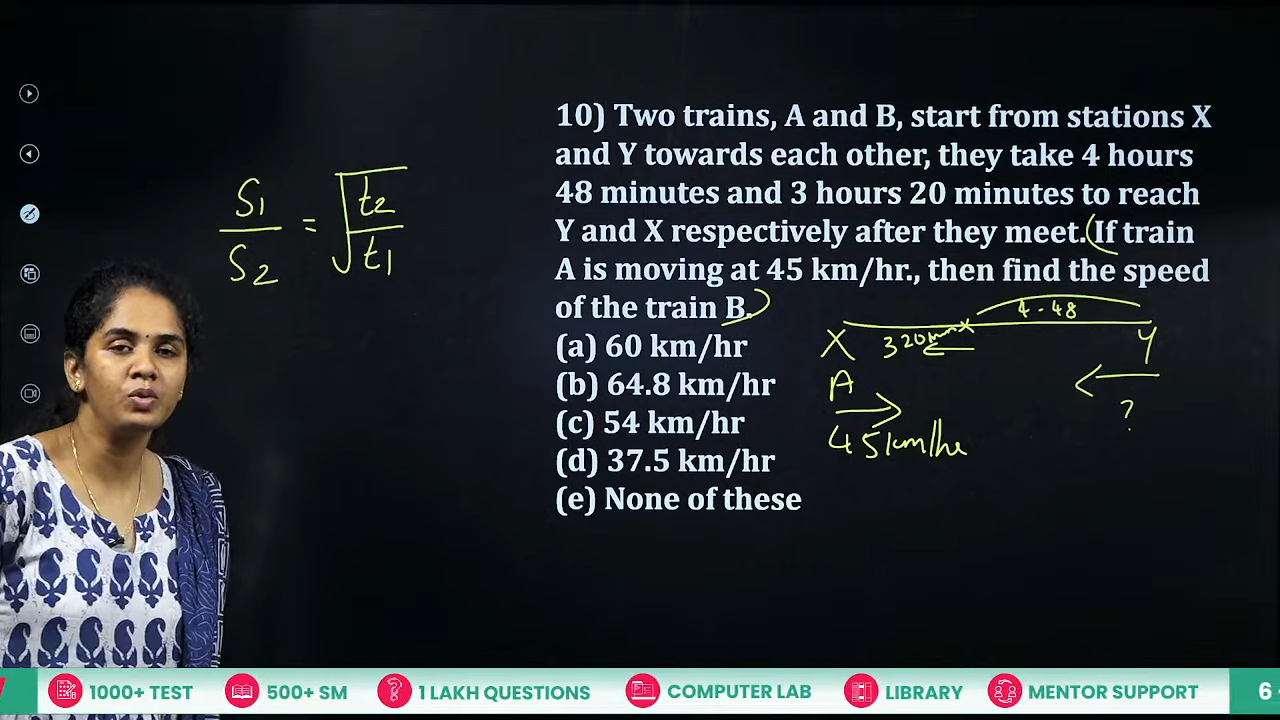 10) Two trains, A and B, start from stations X
and Y towards each other, they take 4 hours
48 minutes and 3 hours 20 minutes to reach
Y and X respectively after they meet. If train
A is moving at 45 km/hr., then find the speed
of the train B.
(a) 60 km/hr
(b) 64.8 km/hr
(c) 54 km/hr
(d) 37.5 km/hr
(e) None of these
S1/S2 = √(t2/t1)
4-48
X 320min Y
A
?
45km/hr
1000+ TEST 500+ SM 1 LAKH QUESTIONS COMPUTER LAB LIBRARY MENTOR SUPPORT 6